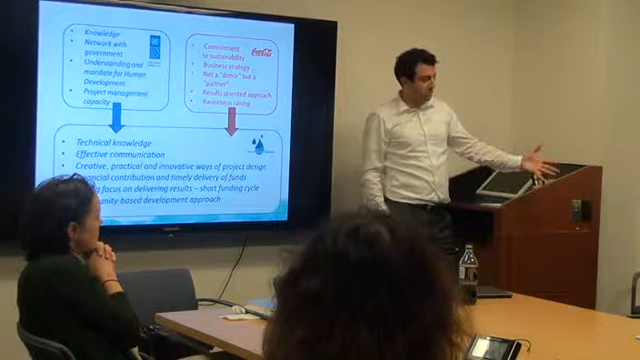 Knowledge
Network with
government
Understanding and
mandate for Human
Development
Project management
capacity
Commitment
to sustainability
Business strategy
Not a "donor" but a
"partner"
Results oriented approach
Awareness raising
Coca-Cola
Technical knowledge
Effective communication
Creative, practical and innovative ways of project design
financial contribution and timely delivery of funds
focus on delivering results – short funding cycle
development approach